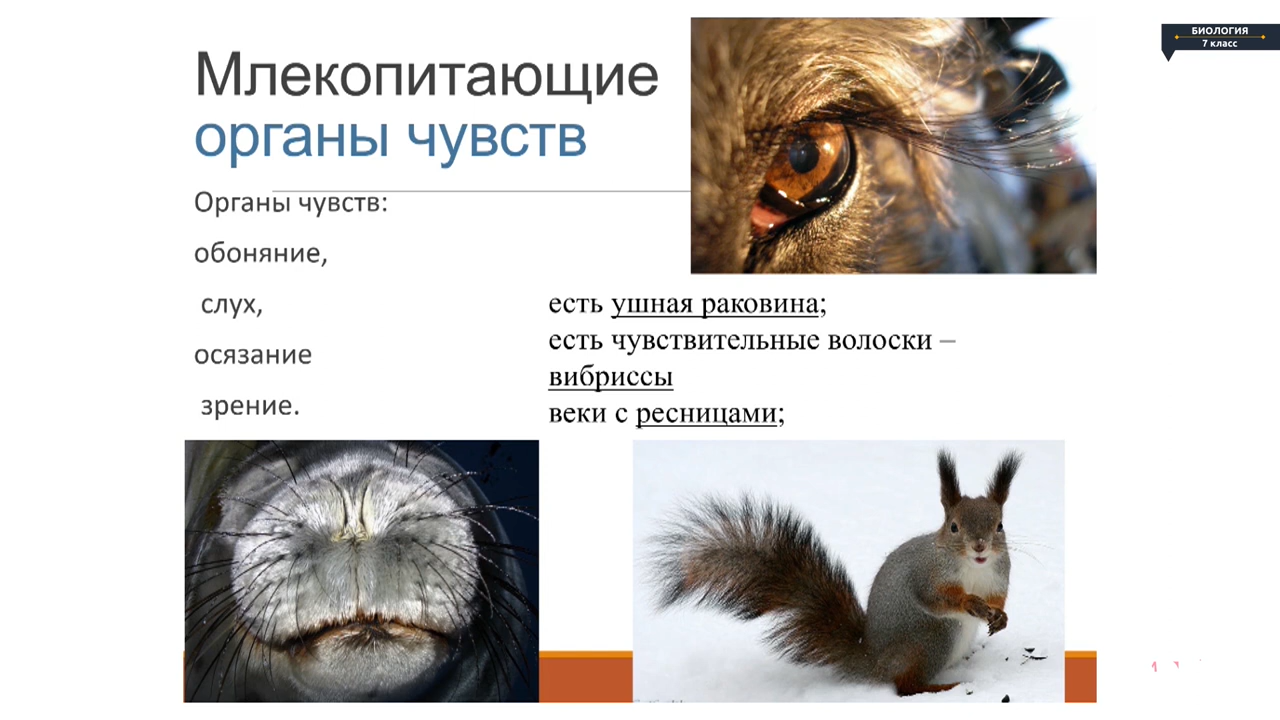 БИОЛОГИЯ
7 класс
Млекопитающие
органы чувств
Органы чувств:
обоняние,
слух,
осязание
зрение.
есть ушная раковина;
есть чувствительные волоски –
вибриссы
веки с ресницами;